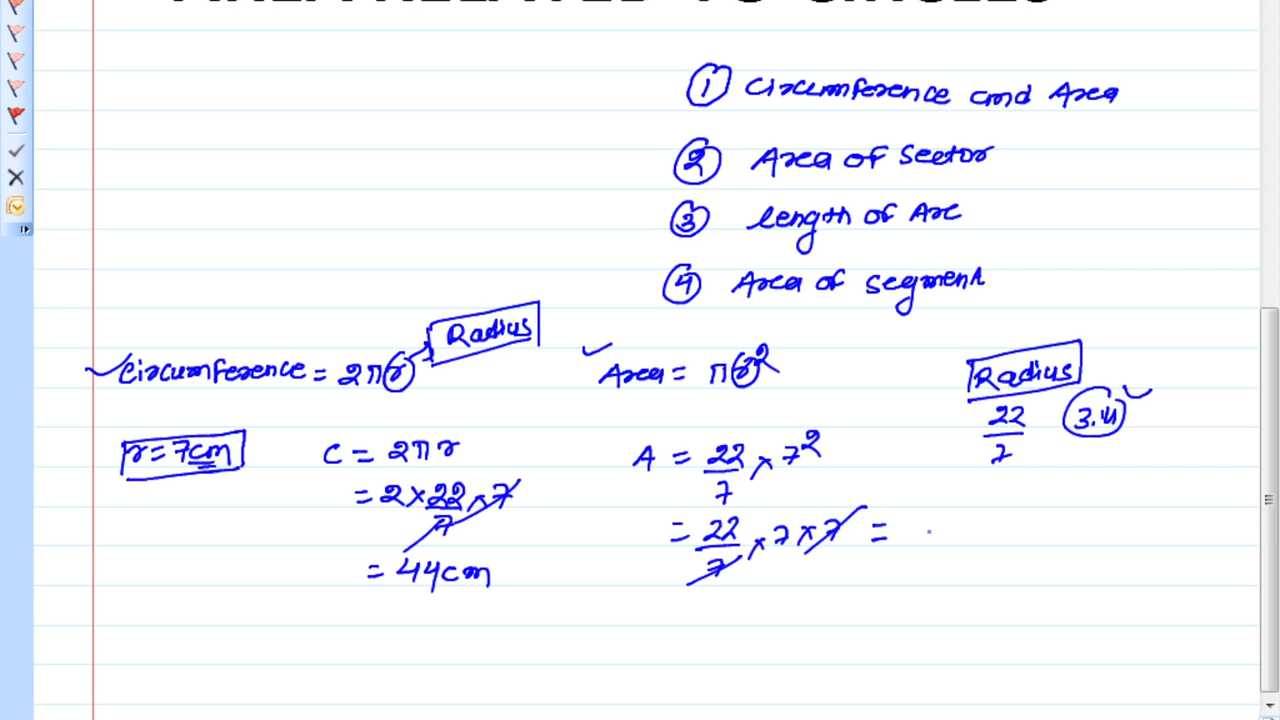 ① Circumference and Area
② Area of Sector
③ length of Arc
④ Area of segment
Radius
Circumference = 2πr
Area = πr²
Radius
22/7 3.14
r = 7cm
C = 2πr
= 2 × 22/7 × 7
= 44cm
A = 22/7 × 7²
= 22/7 × 7 × 7 =